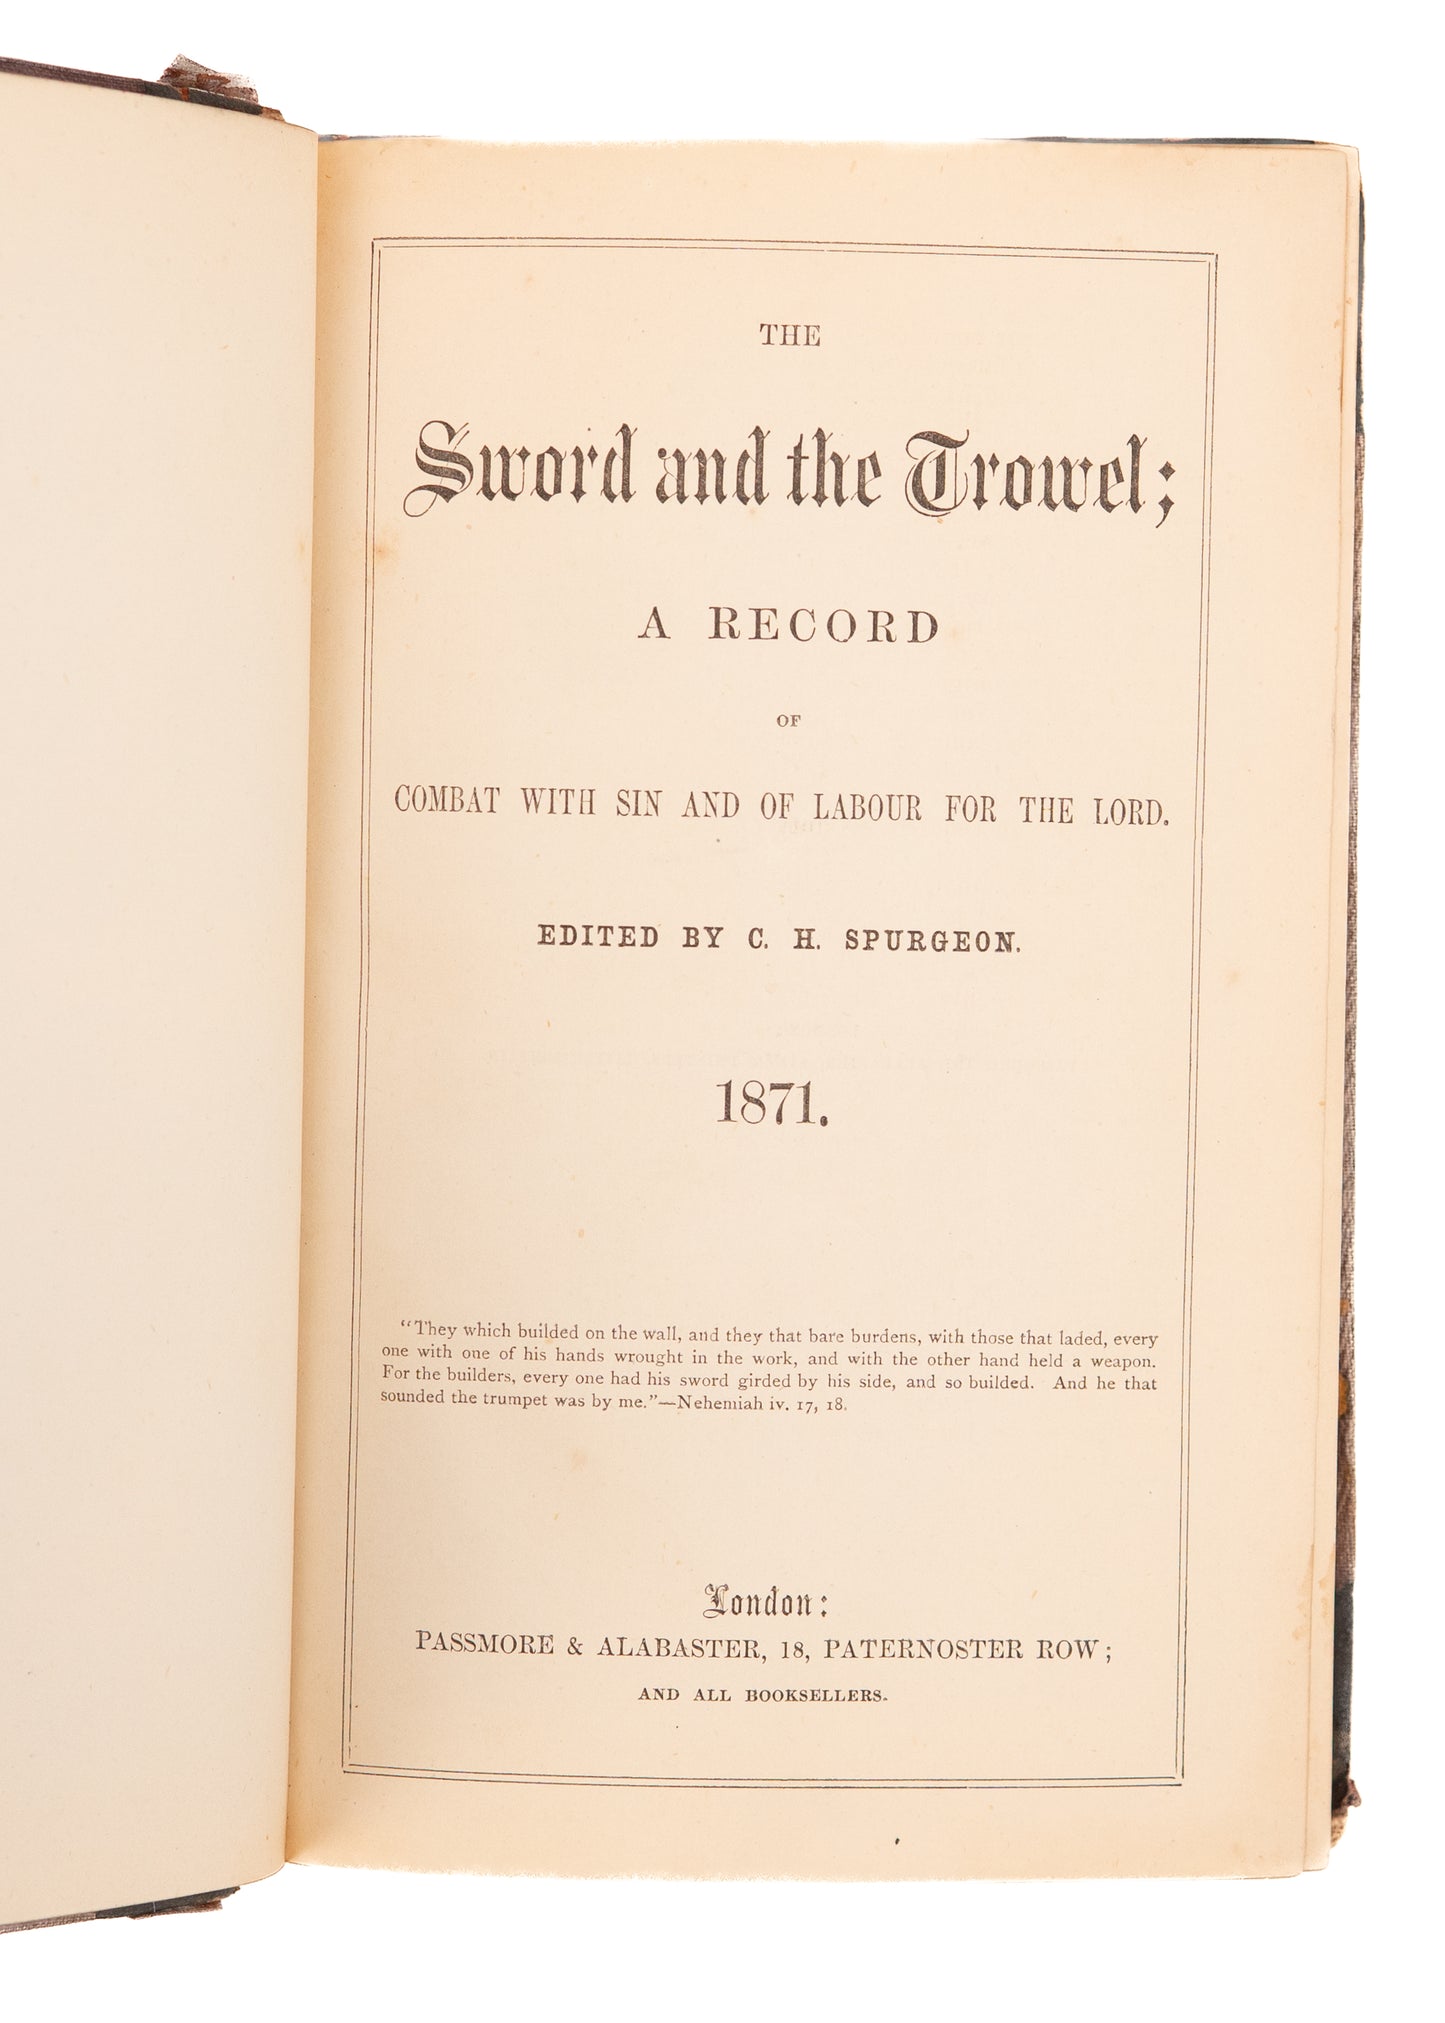 THE
Sword and the Trowel;
A RECORD
OF
COMBAT WITH SIN AND OF LABOUR FOR THE LORD.
EDITED BY C. H. SPURGEON.
1871.
"They which builded on the wall, and they that bare burdens, with those that laded, every
one with one of his hands wrought in the work, and with the other hand held a weapon.
For the builders, every one had his sword girded by his side, and so builded. And he that
sounded the trumpet was by me."—Nehemiah iv. 17, 18.
London:
PASSMORE & ALABASTER, 18, PATERNOSTER ROW;
AND ALL BOOKSELLERS.